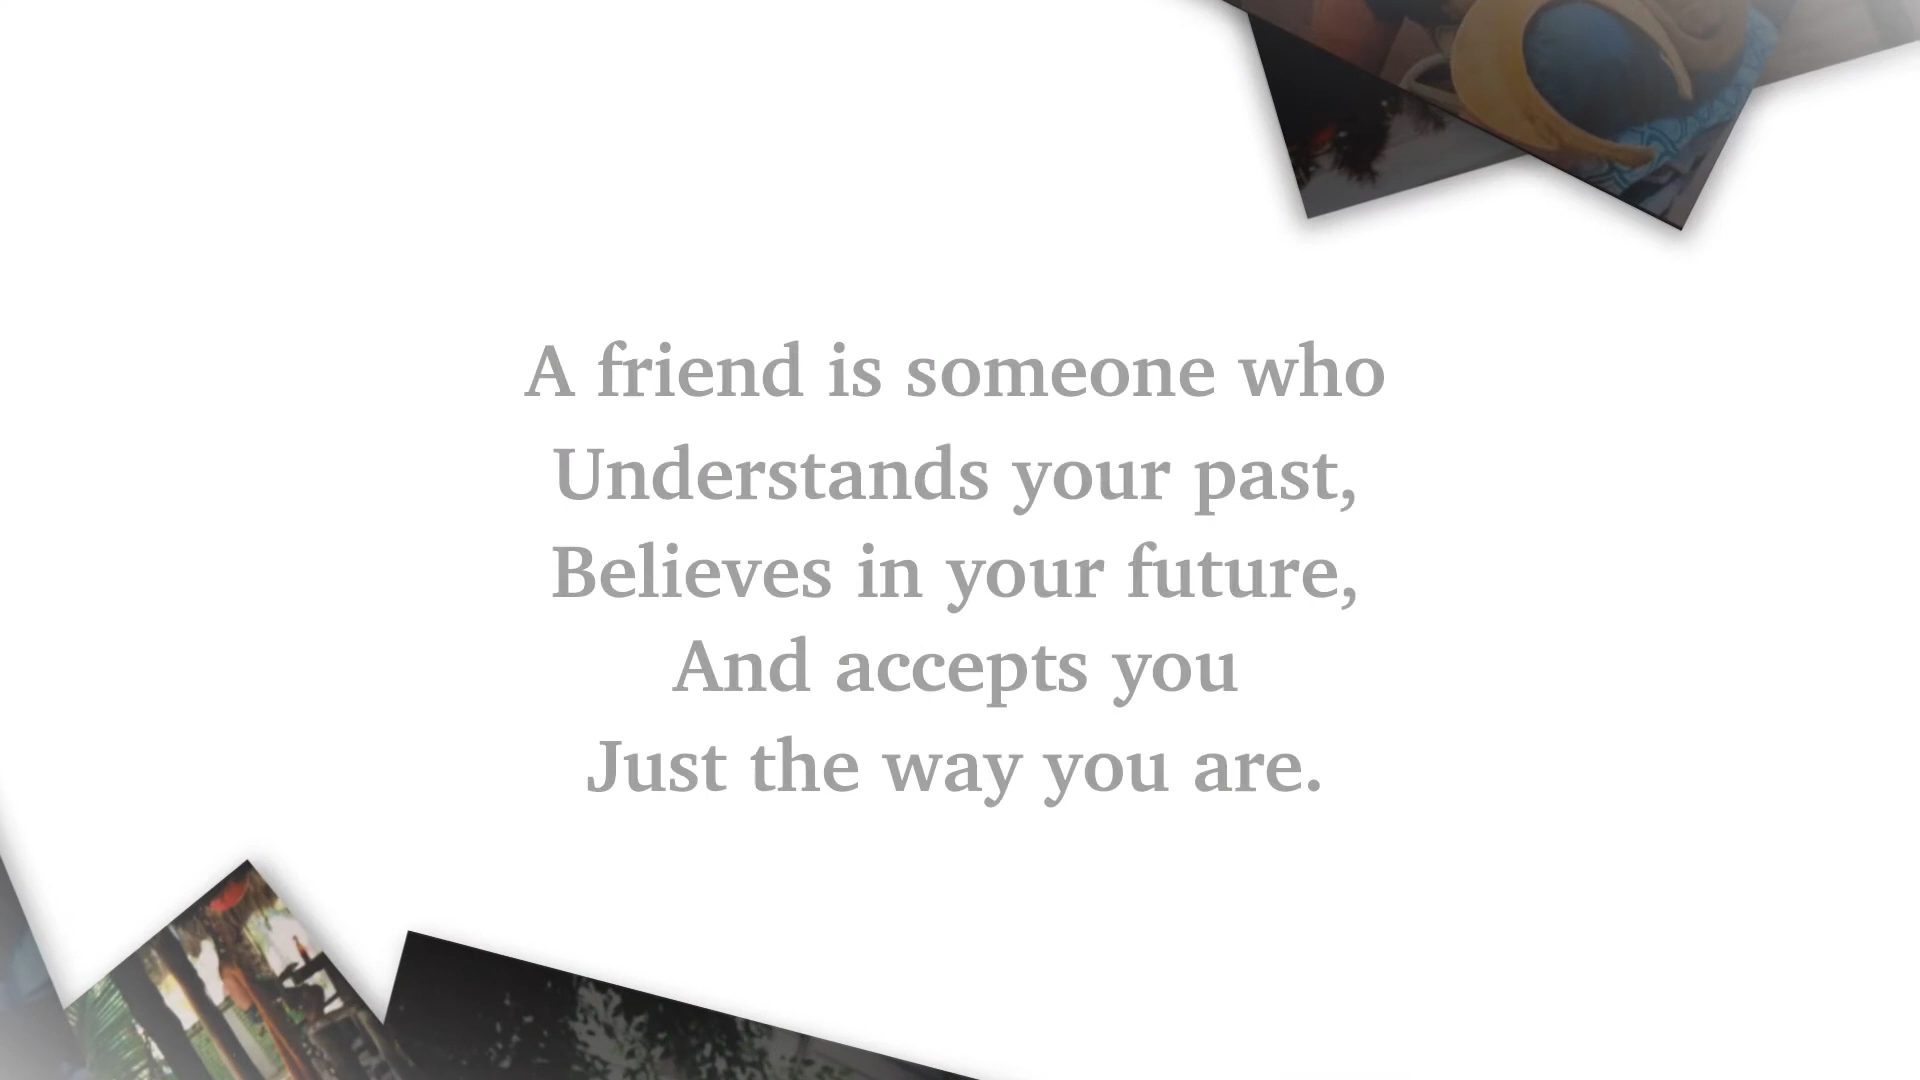 A friend is someone who
Understands your past,
Believes in your future,
And accepts you
Just the way you are.